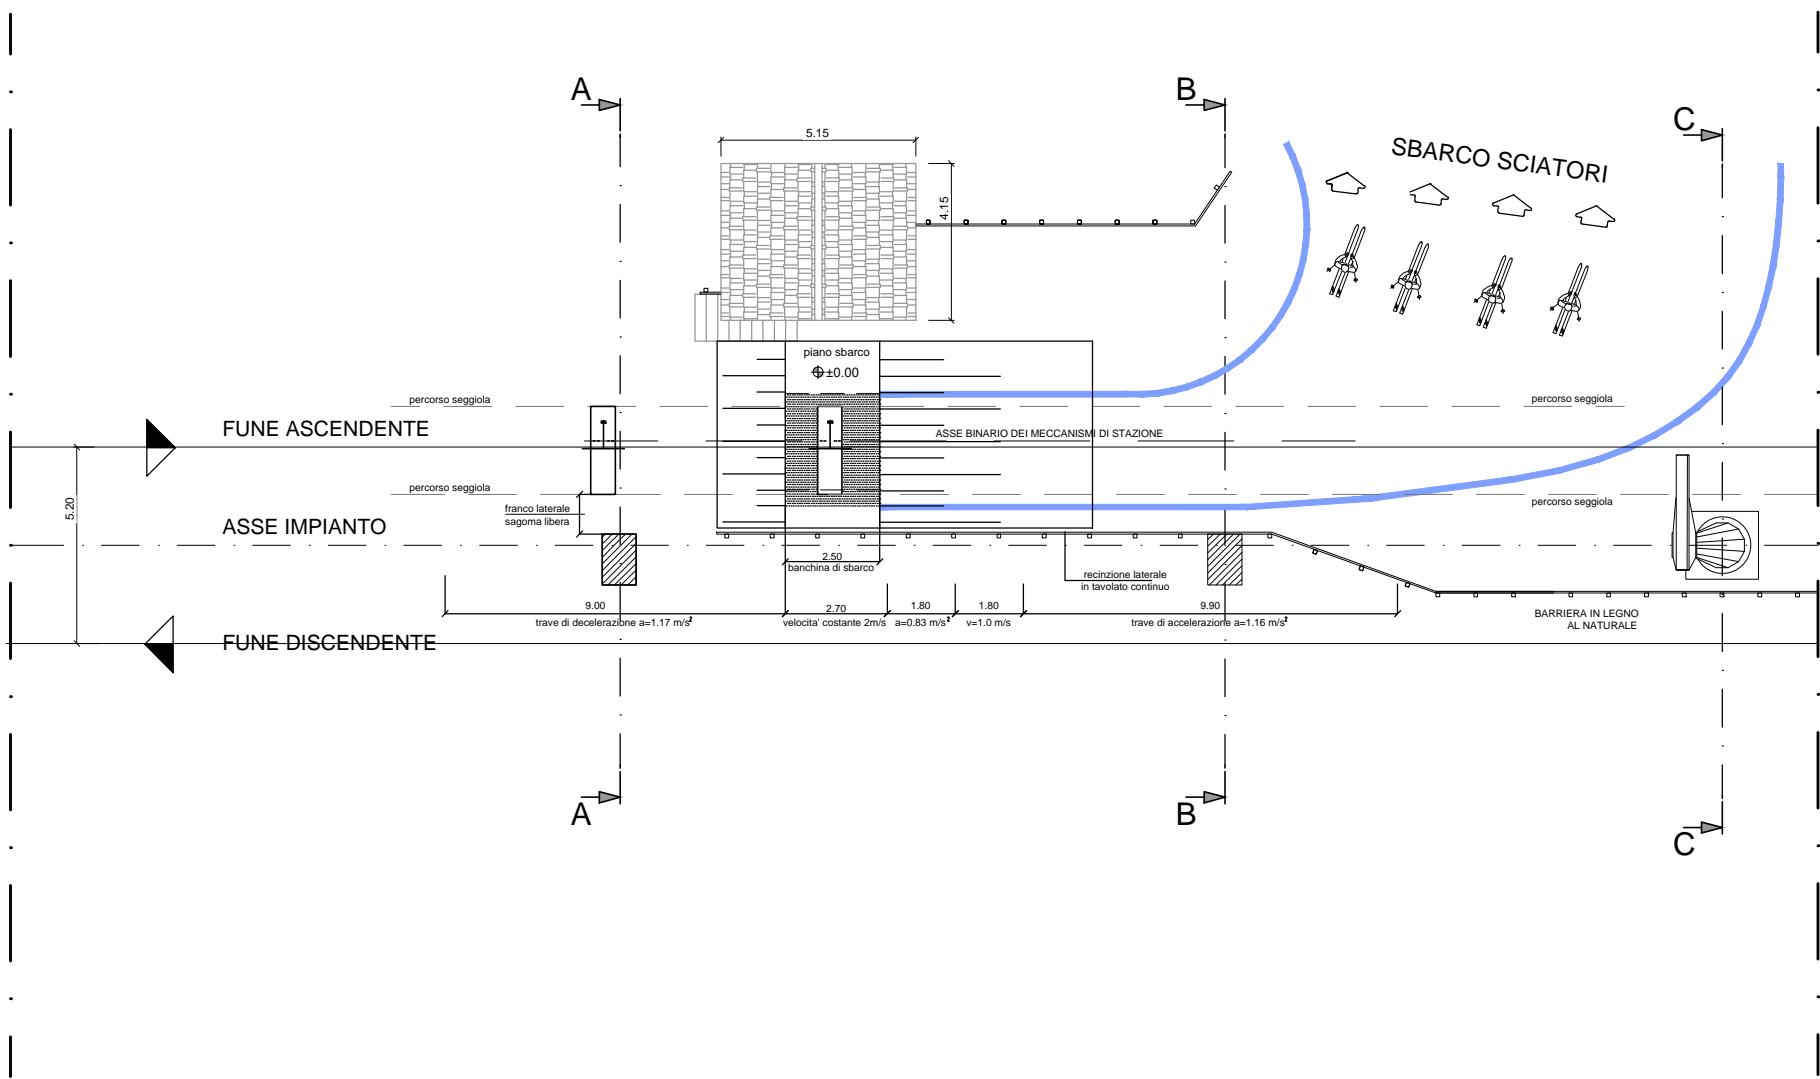 A
B
C
5.15
SBARCO SCIATORI
4.15
piano sbarco
±0.00
percorso seggiola
percorso seggiola
FUNE ASCENDENTE
ASSE BINARIO DEI MECCANISMI DI STAZIONE
percorso seggiola
percorso seggiola
5.20
franco laterale
sagoma libera
ASSE IMPIANTO
2.50
banchina di sbarco
recinzione laterale
in tavolato continuo
9.00
2.70
1.80
1.80
9.90
trave di decelerazione a=1.17 m/s²
velocita' costante 2m/s
a=0.83 m/s²
v=1.0 m/s
trave di accelerazione a=1.16 m/s²
BARRIERA IN LEGNO
AL NATURALE
FUNE DISCENDENTE
A
B
C